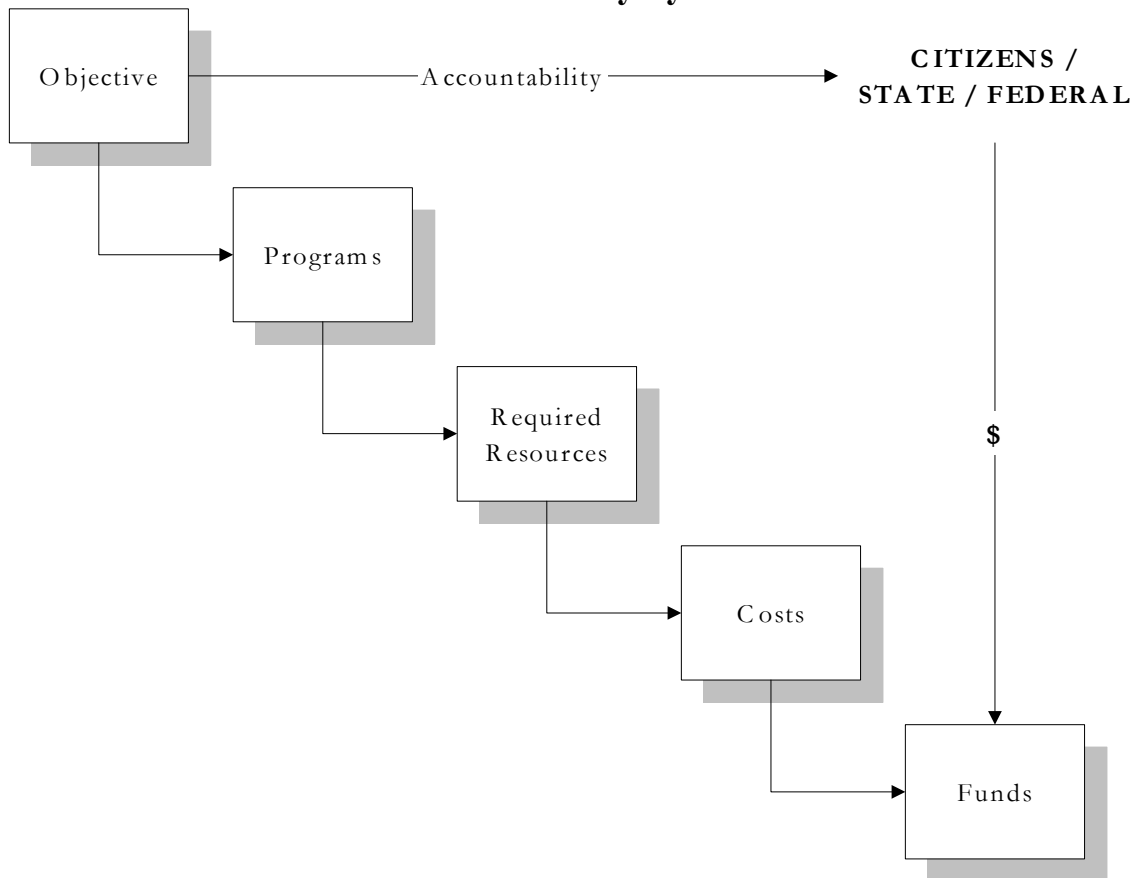 Objective
Accountability
CITIZENS /
STATE / FEDERAL
Programs
Required
Resources
$
Costs
Funds